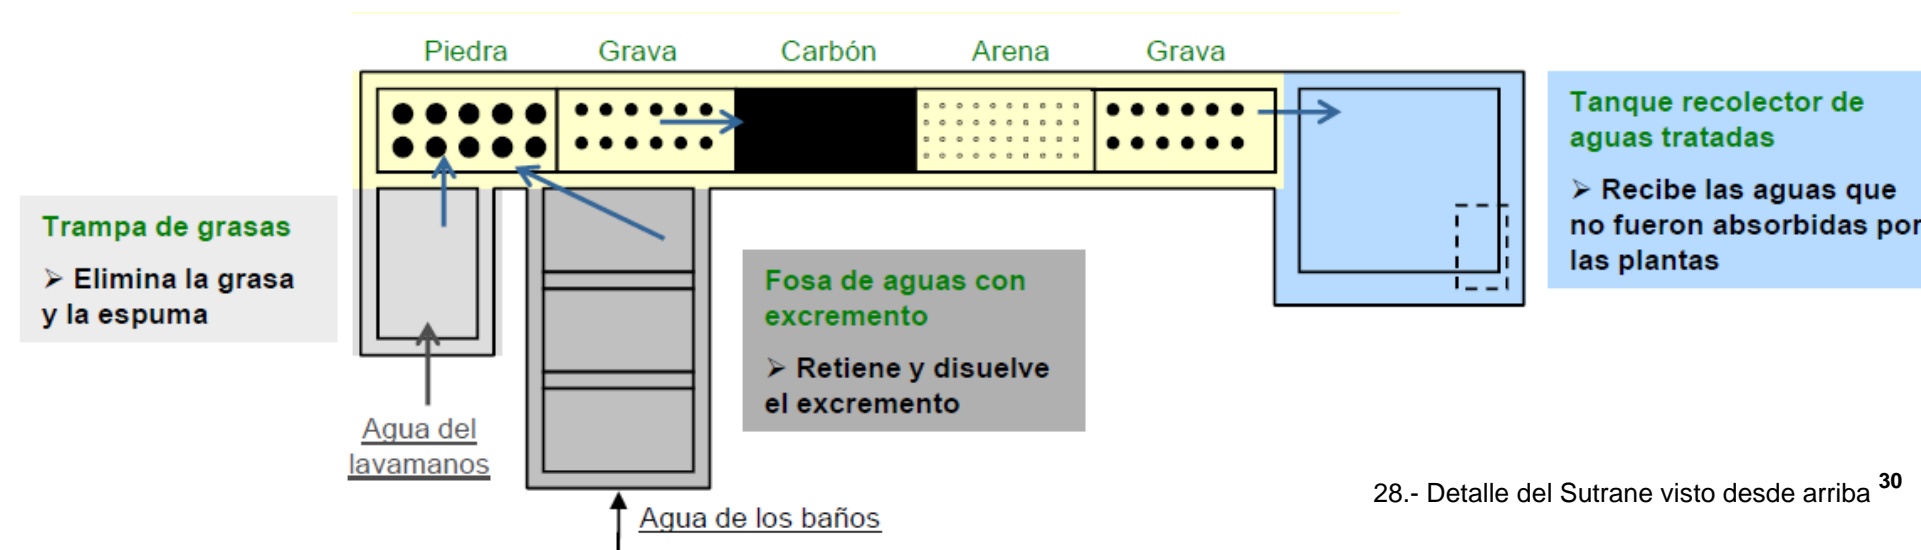 Piedra Grava Carbón Arena Grava
Tanque recolector de
aguas tratadas
➢ Recibe las aguas que
no fueron absorbidas por
las plantas
Trampa de grasas
➢ Elimina la grasa
y la espuma
Fosa de aguas con
excremento
➢ Retiene y disuelve
el excremento
Agua del
lavamanos
Agua de los baños
28.- Detalle del Sutrane visto desde arriba 30